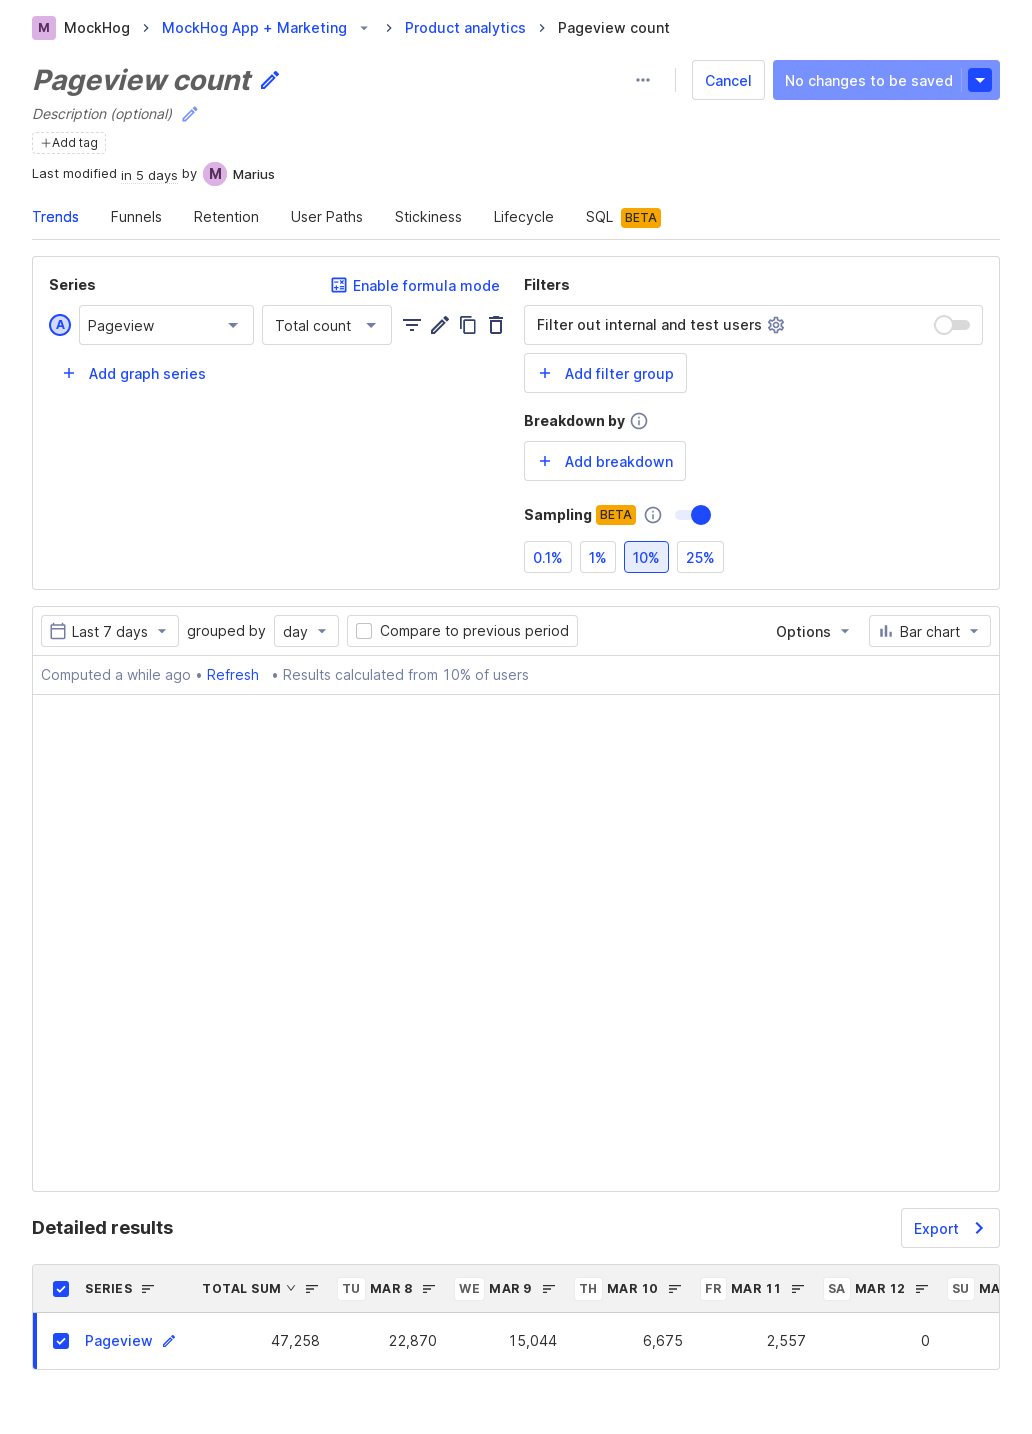 M MockHog > MockHog App + Marketing > Product analytics > Pageview count
Pageview count
Cancel No changes to be saved
Description (optional)
+Add tag
Last modified in 5 days by M Marius
Trends Funnels Retention User Paths Stickiness Lifecycle SQL BETA
Series Enable formula mode
A Pageview Total count
+ Add graph series
Filters
Filter out internal and test users
+ Add filter group
Breakdown by
+ Add breakdown
Sampling BETA
0.1% 1% 10% 25%
Last 7 days grouped by day Compare to previous period Options Bar chart
Computed a while ago • Refresh • Results calculated from 10% of users
Detailed results Export
SERIES TOTAL SUM TU MAR 8 WE MAR 9 TH MAR 10 FR MAR 11 SA MAR 12 SU
Pageview 47,258 22,870 15,044 6,675 2,557 0